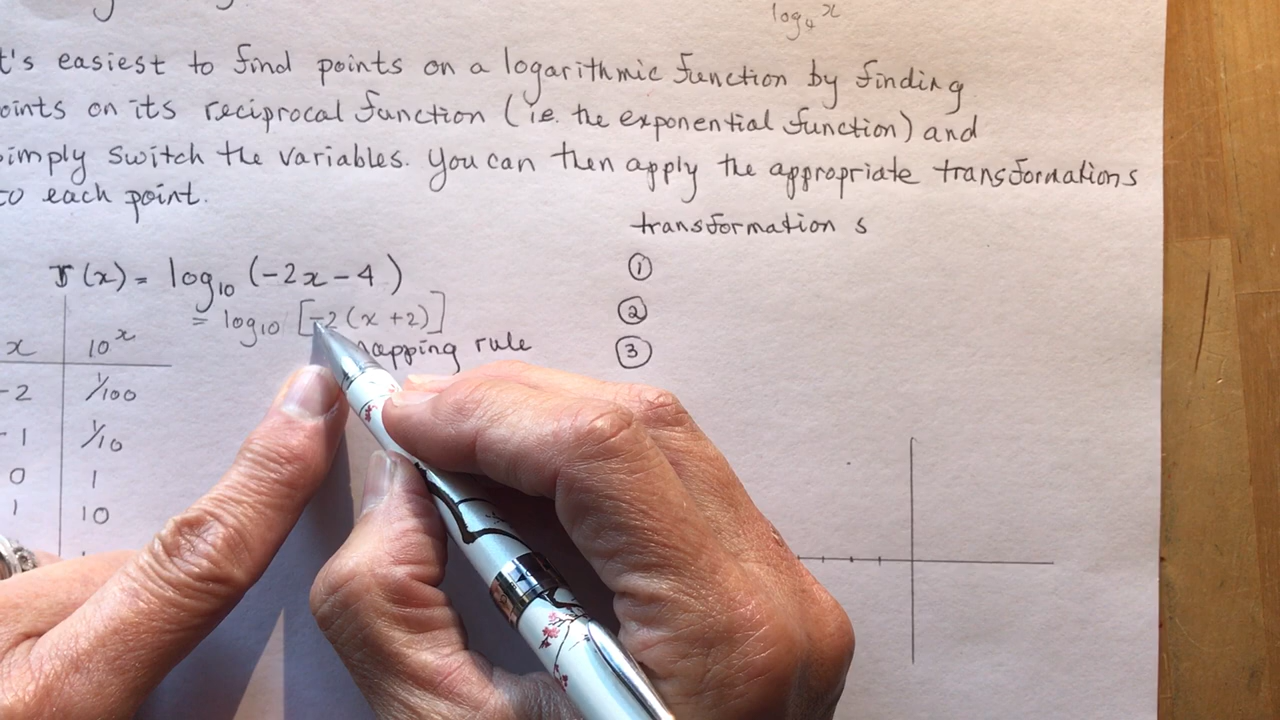 log₄ x
t's easiest to find points on a logarithmic function by finding
oints on its reciprocal function (i.e. the exponential function) and
imply switch the variables. You can then apply the appropriate transformations
to each point.
transformation s
f(x) = log₁₀ (-2x - 4)
= log₁₀ [-2(x + 2)]
apping rule
x 10ˣ
-2 1/100
-1 1/10
0 1
1 10
①
②
③